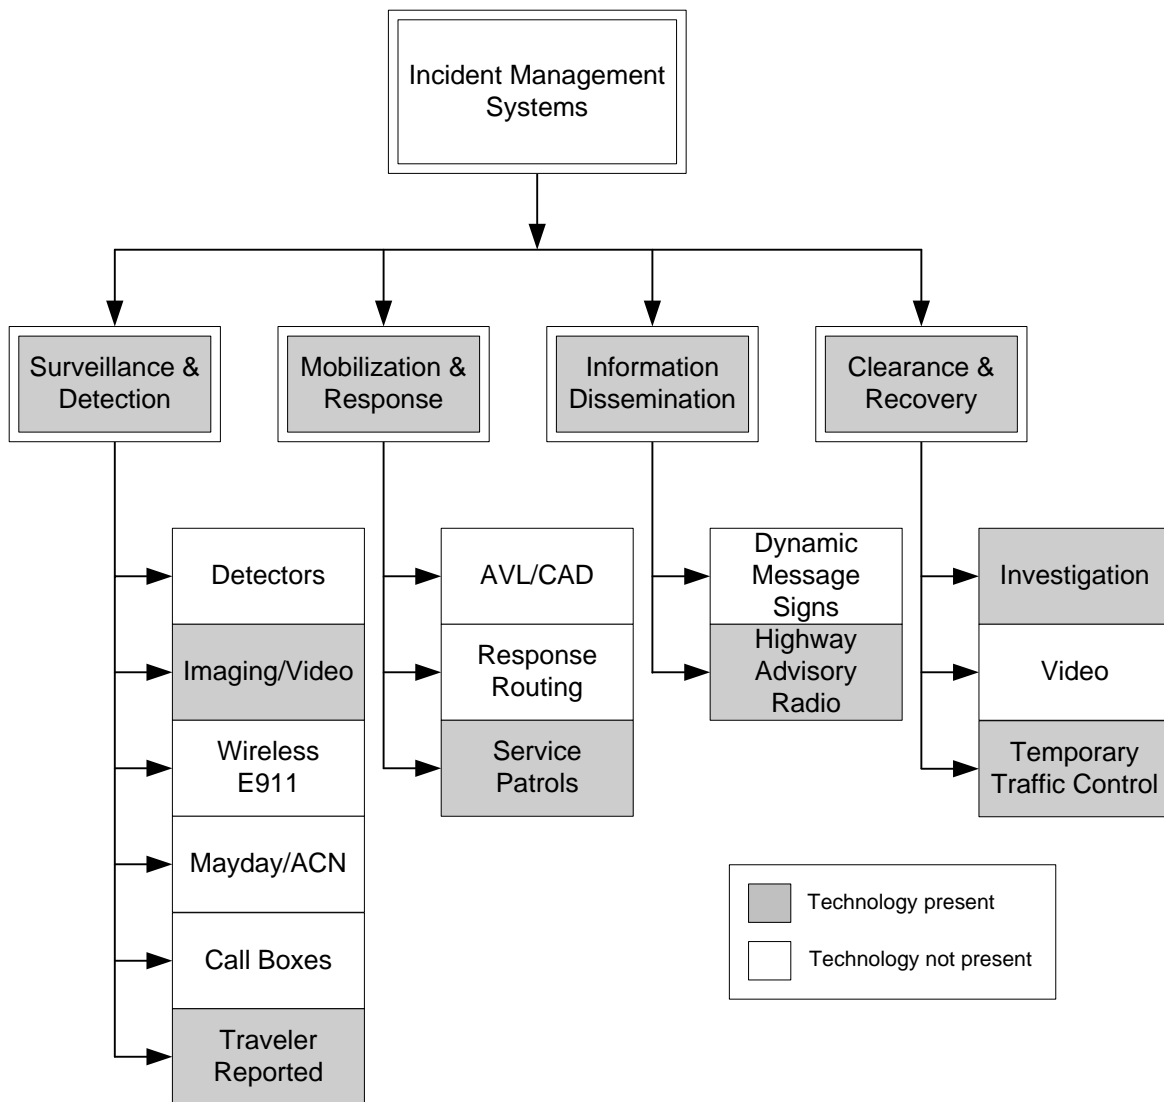 Incident Management
Systems
Surveillance &
Detection
Mobilization &
Response
Information
Dissemination
Clearance &
Recovery
Detectors
Imaging/Video
Wireless
E911
Mayday/ACN
Call Boxes
Traveler
Reported
AVL/CAD
Response
Routing
Service
Patrols
Dynamic
Message
Signs
Highway
Advisory
Radio
Investigation
Video
Temporary
Traffic Control
Technology present
Technology not present